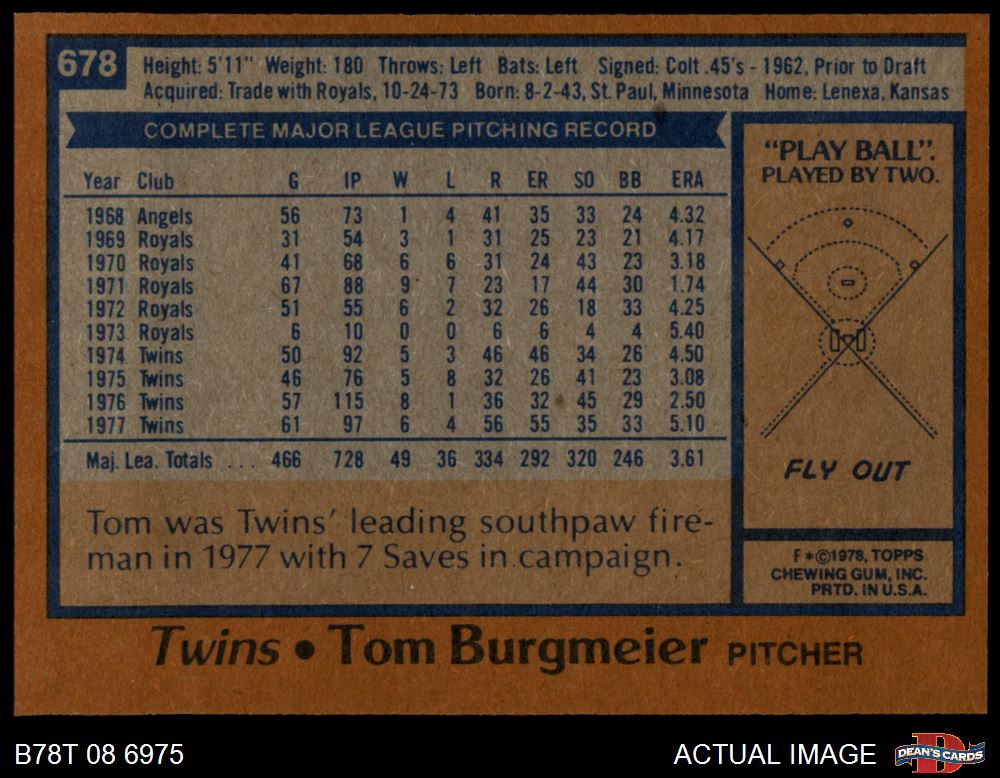 678
Height: 5'11" Weight: 180 Throws: Left Bats: Left Signed: Colt .45's - 1962, Prior to Draft
Acquired: Trade with Royals, 10-24-73 Born: 8-2-43, St. Paul, Minnesota Home: Lenexa, Kansas
COMPLETE MAJOR LEAGUE PITCHING RECORD
Year Club G IP W L R ER SO BB ERA
1968 Angels 56 73 1 4 41 35 33 24 4.32
1969 Royals 31 54 3 1 31 25 23 21 4.17
1970 Royals 41 68 6 6 31 24 43 23 3.18
1971 Royals 67 88 9 7 23 17 44 30 1.74
1972 Royals 51 55 6 2 32 26 18 33 4.25
1973 Royals 6 10 0 0 6 6 4 4 5.40
1974 Twins 50 92 5 3 46 46 34 26 4.50
1975 Twins 46 76 5 8 32 26 41 23 3.08
1976 Twins 57 115 8 1 36 32 45 29 2.50
1977 Twins 61 97 6 4 56 55 35 33 5.10
Maj. Lea. Totals ... 466 728 49 36 334 292 320 246 3.61
Tom was Twins' leading southpaw fire-
man in 1977 with 7 Saves in campaign.
"PLAY BALL".
PLAYED BY TWO.
FLY OUT
F*©1978, TOPPS
CHEWING GUM, INC.
PRTD. IN U.S.A.
Twins • Tom Burgmeier PITCHER
B78T 08 6975 ACTUAL IMAGE
DEAN'S CARDS